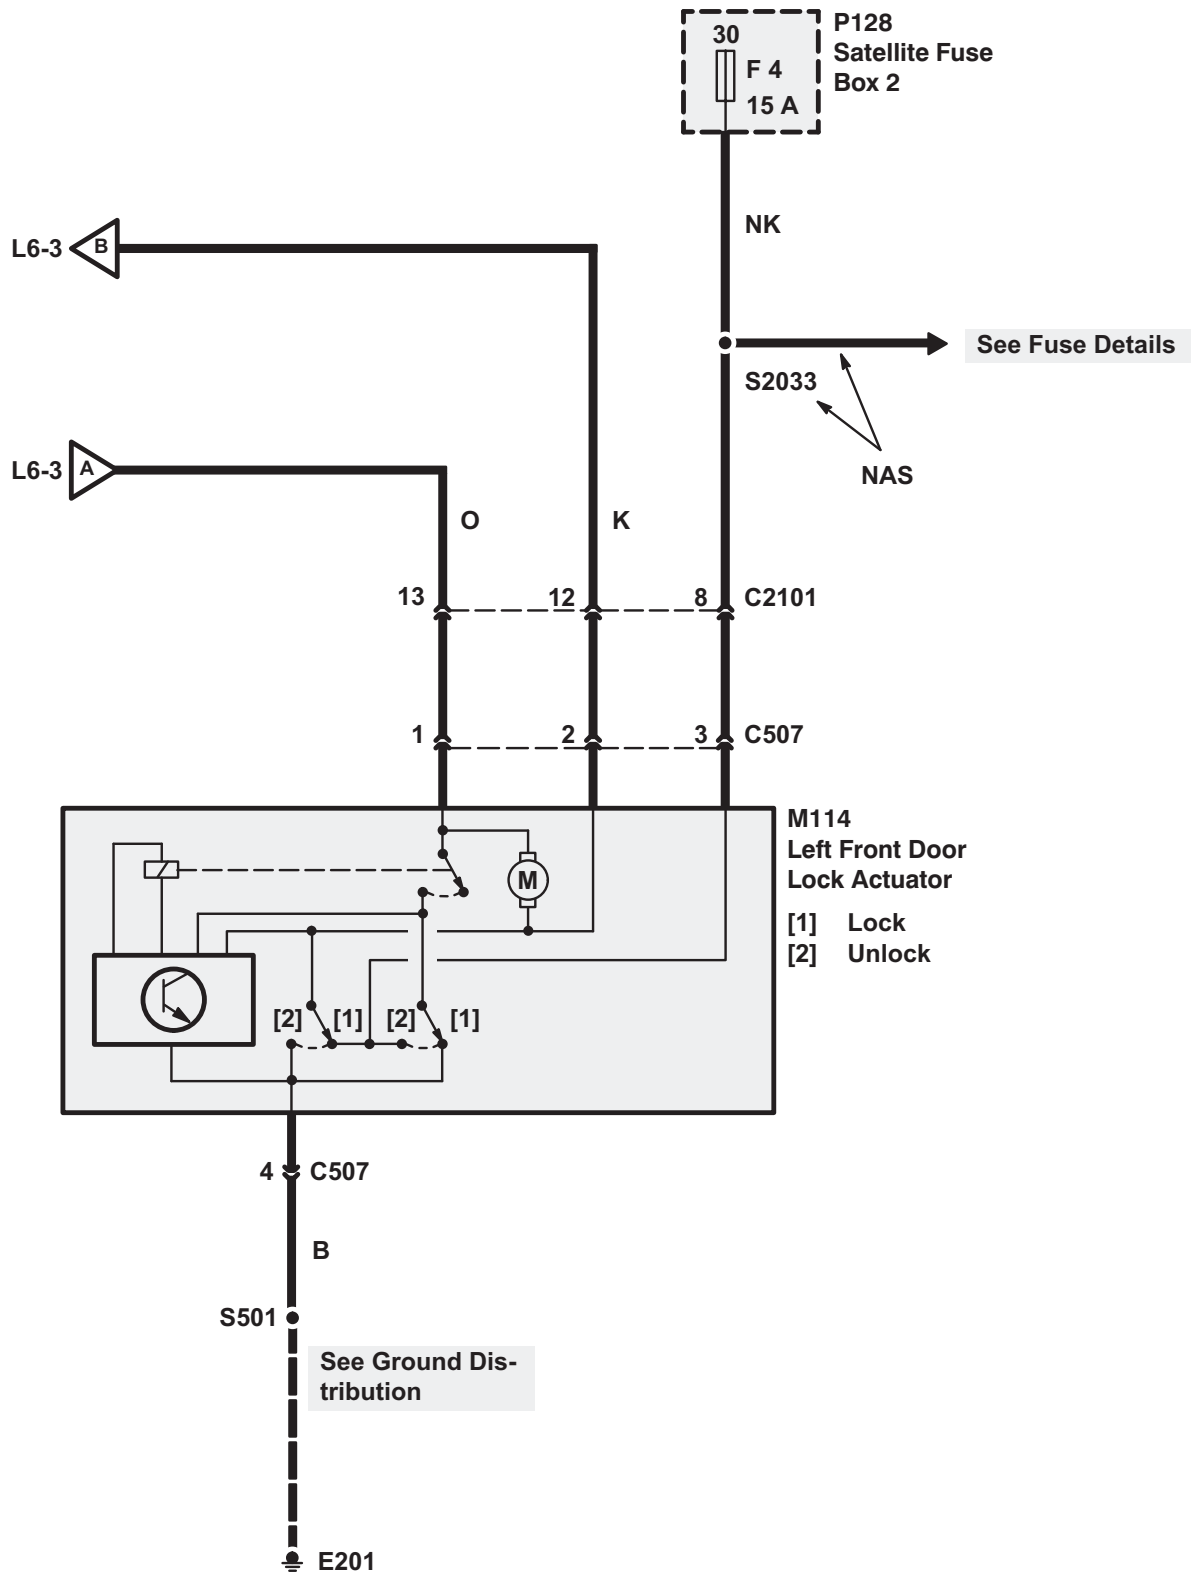 30
F 4
15 A
P128
Satellite Fuse
Box 2
NK
L6-3
B
See Fuse Details
S2033
NAS
L6-3
A
O
K
13
12
8
C2101
1
2
3
C507
M114
Left Front Door
Lock Actuator
[1] Lock
[2] Unlock
M
[2]
[1]
[2]
[1]
4
C507
B
S501
See Ground Dis-
tribution
E201